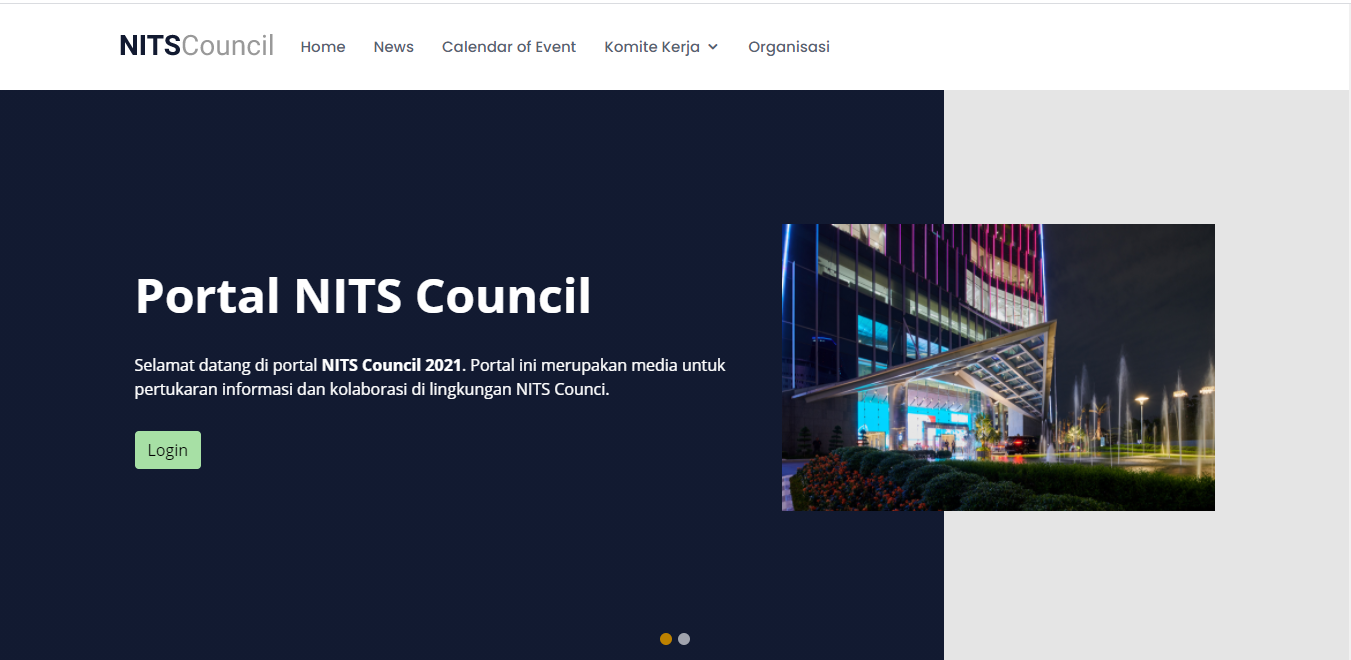 NITSCouncil Home News Calendar of Event Komite Kerja Organisasi
Portal NITS Council
Selamat datang di portal NITS Council 2021. Portal ini merupakan media untuk
pertukaran informasi dan kolaborasi di lingkungan NITS Counci.
Login